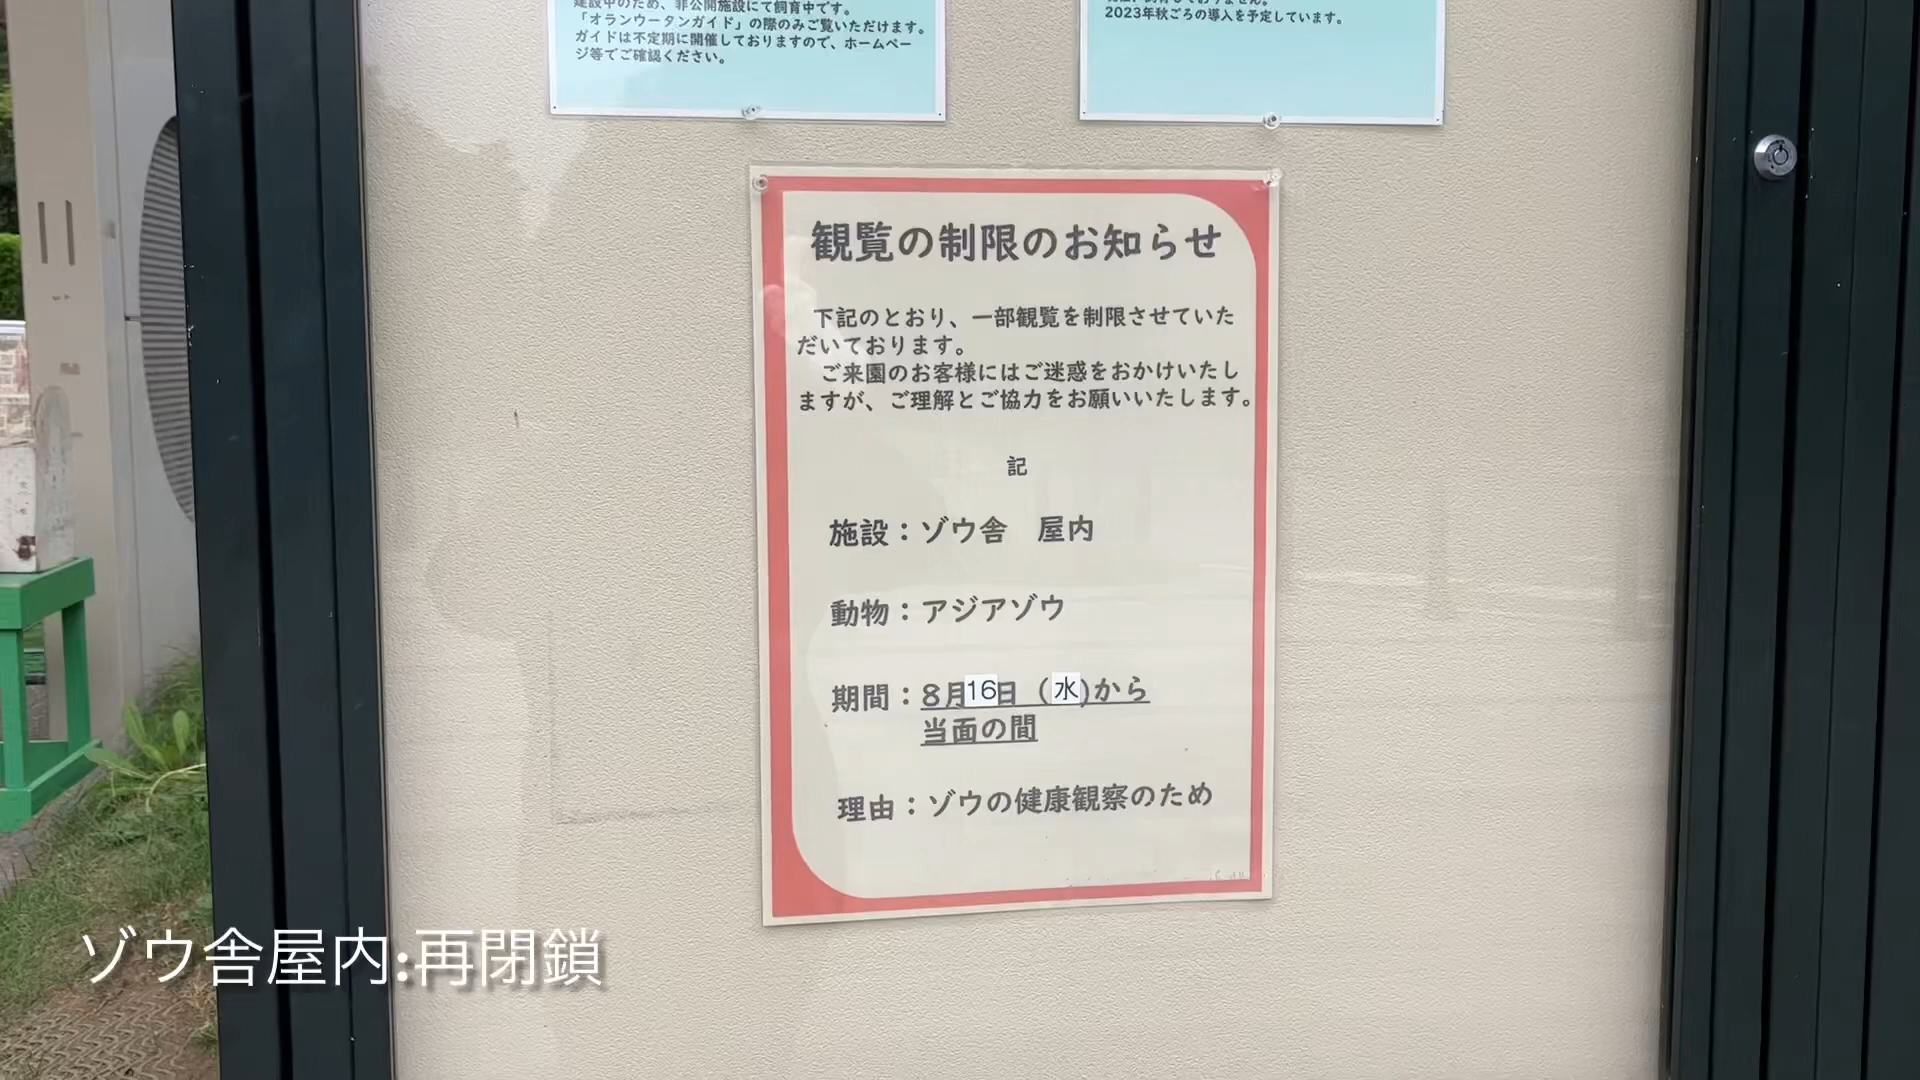 建設中のため、非公開施設にて飼育中です。
「オランウータンガイド」の際のみご覧いただけます。
ガイドは不定期に開催しておりますので、ホームペー
ジ等でご確認ください。
2023年秋ごろの導入を予定しています。
観覧の制限のお知らせ
下記のとおり、一部観覧を制限させていた
だいております。
ご来園のお客様にはご迷惑をおかけいたし
ますが、ご理解とご協力をお願いいたします。
記
施設：ゾウ舎　屋内
動物：アジアゾウ
期間：8月16日（水)から
当面の間
理由：ゾウの健康観察のため
ゾウ舎屋内:再閉鎖